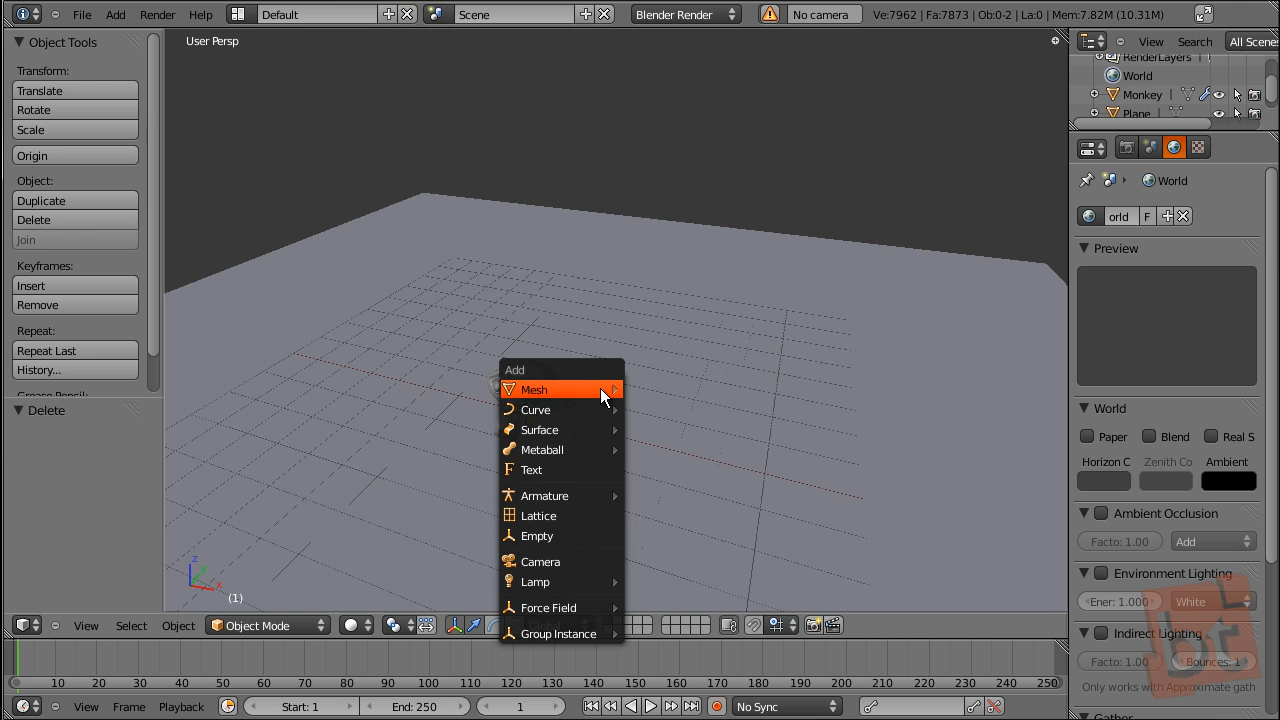 File Add Render Help Default Scene Blender Render No camera Ve:7962 | Fa:7873 | Ob:0-2 | La:0 | Mem:7.82M (10.31M)
Object Tools
Transform:
Translate
Rotate
Scale
Origin
Object:
Duplicate
Delete
Join
Keyframes:
Insert
Remove
Repeat:
Repeat Last
History...
Grease Pencil:
Delete
User Persp
Add
Mesh
Curve
Surface
Metaball
F Text
Armature
Lattice
Empty
Camera
Lamp
Force Field
Group Instance
z
y
x
(1)
View Select Object Object Mode Global
10 20 30 40 50 60 70 80 90 100 110 120 130 140 150 160 170 180 190 200 210 220 230 240 250
View Frame Playback Start: 1 End: 250 1 No Sync
View Search All Scenes
RenderLayers |
World
Monkey |
Plane |
World
orld F
Preview
World
Paper Blend Real S
Horizon C Zenith Co Ambient
Ambient Occlusion
Facto: 1.00 Add
Environment Lighting
Ener: 1.000 White
Indirect Lighting
Facto: 1.00 Bounces: 1
Only works with Approximate gath
Gather